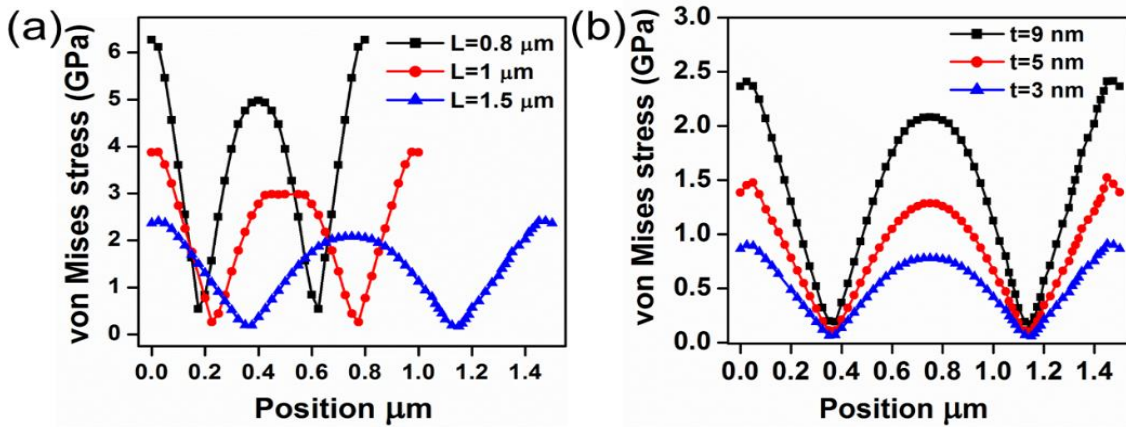 (a)
von Mises stress (GPa)
6
5
4
3
2
1
0
L=0.8 μm
L=1 μm
L=1.5 μm
0.0 0.2 0.4 0.6 0.8 1.0 1.2 1.4
Position μm
(b)
von Mises stress (GPa)
3.0
2.5
2.0
1.5
1.0
0.5
0.0
t=9 nm
t=5 nm
t=3 nm
0.0 0.2 0.4 0.6 0.8 1.0 1.2 1.4
Position μm